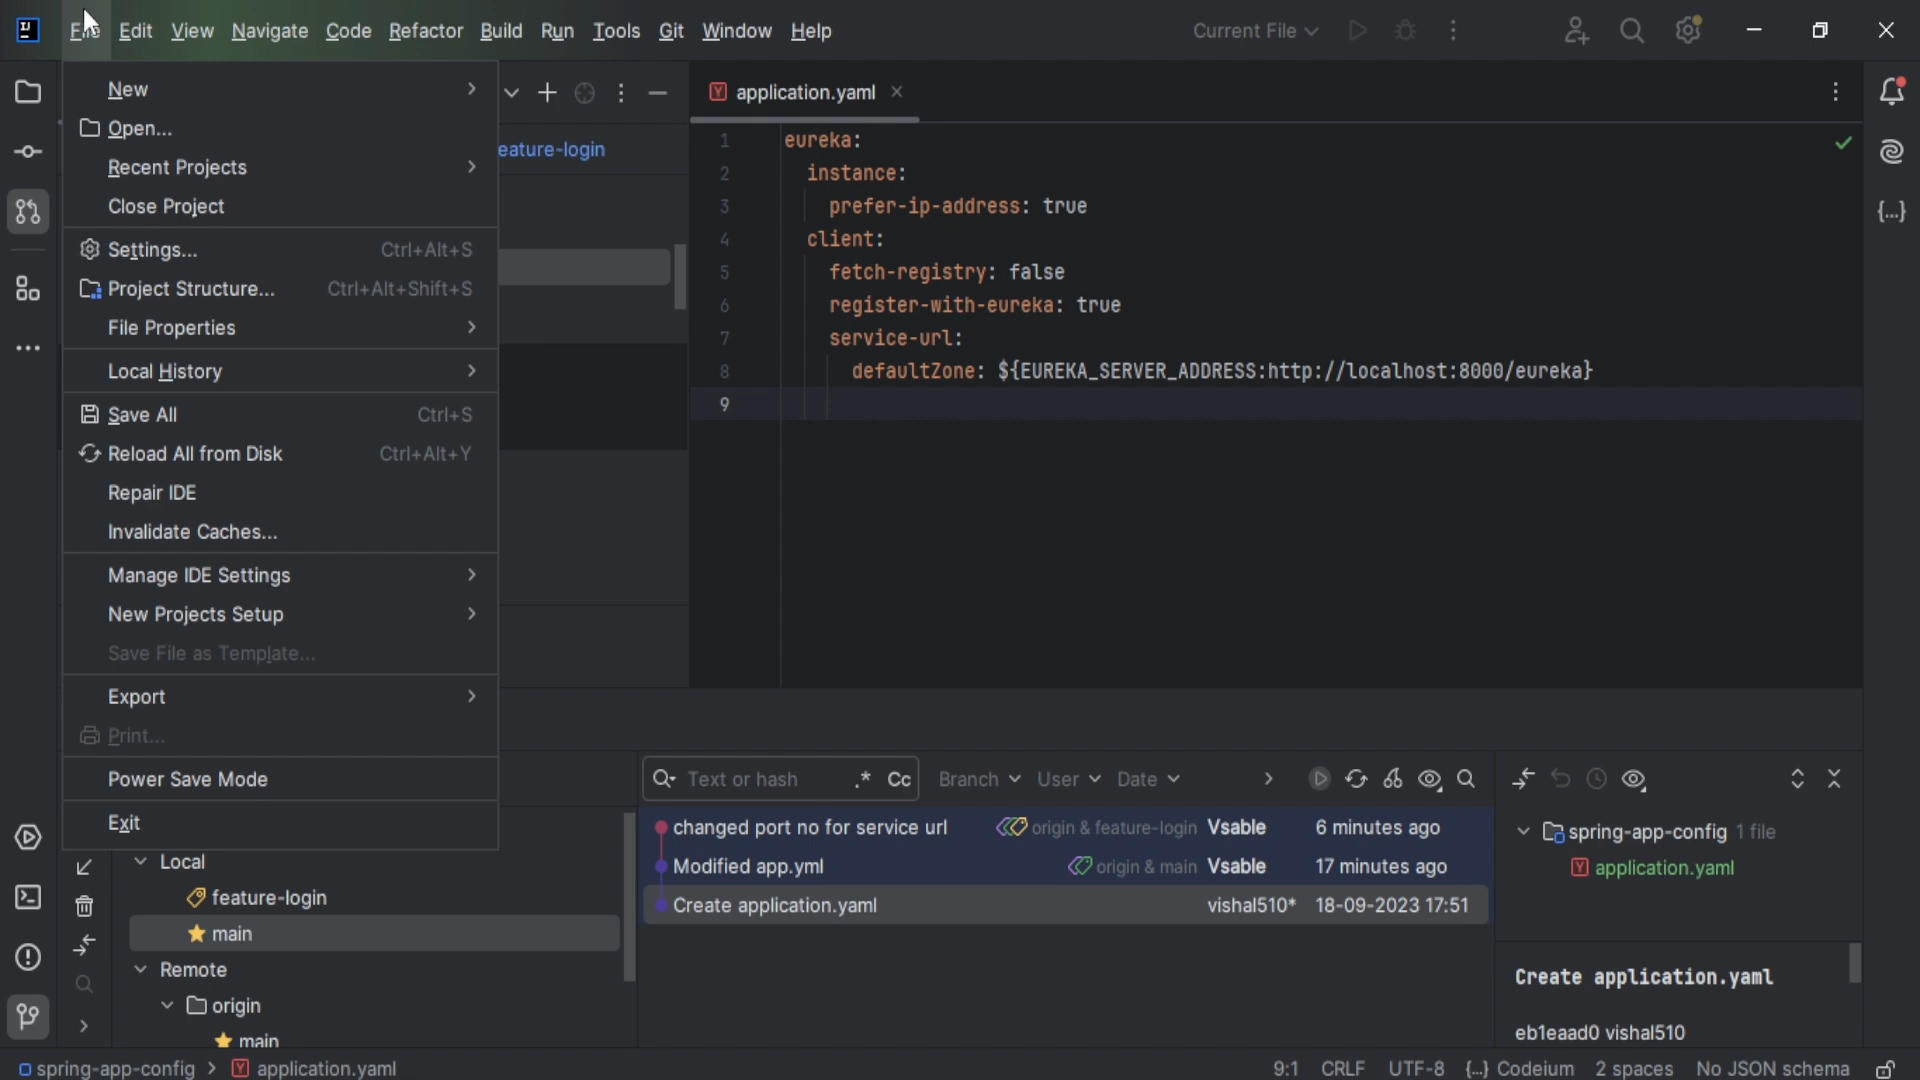 File Edit View Navigate Code Refactor Build Run Tools Git Window Help Current File
New
Open...
Recent Projects
Close Project
Settings... Ctrl+Alt+S
Project Structure... Ctrl+Alt+Shift+S
File Properties
Local History
Save All Ctrl+S
Reload All from Disk Ctrl+Alt+Y
Repair IDE
Invalidate Caches...
Manage IDE Settings
New Projects Setup
Save File as Template...
Export
Print...
Power Save Mode
Exit
eature-login
application.yaml
1 eureka:
2 instance:
3 prefer-ip-address: true
4 client:
5 fetch-registry: false
6 register-with-eureka: true
7 service-url:
8 defaultZone: ${EUREKA_SERVER_ADDRESS:http://localhost:8000/eureka}
9
Local
feature-login
main
Remote
origin
main
Text or hash .* Cc Branch User Date
changed port no for service url origin & feature-login Vsable 6 minutes ago
Modified app.yml origin & main Vsable 17 minutes ago
Create application.yaml vishal510* 18-09-2023 17:51
spring-app-config 1 file
application.yaml
Create application.yaml
eb1eaad0 vishal510
spring-app-config > application.yaml
9:1 CRLF UTF-8 {...} Codeium 2 spaces No JSON schema